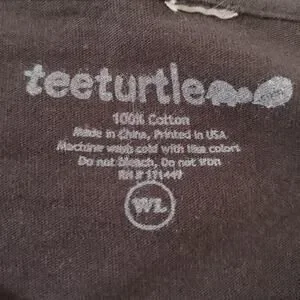 teeturtle
100% Cotton
Made in China, Printed in USA
Machine wash cold with like colors
Do not bleach, Do not iron
RN # 171449
WL